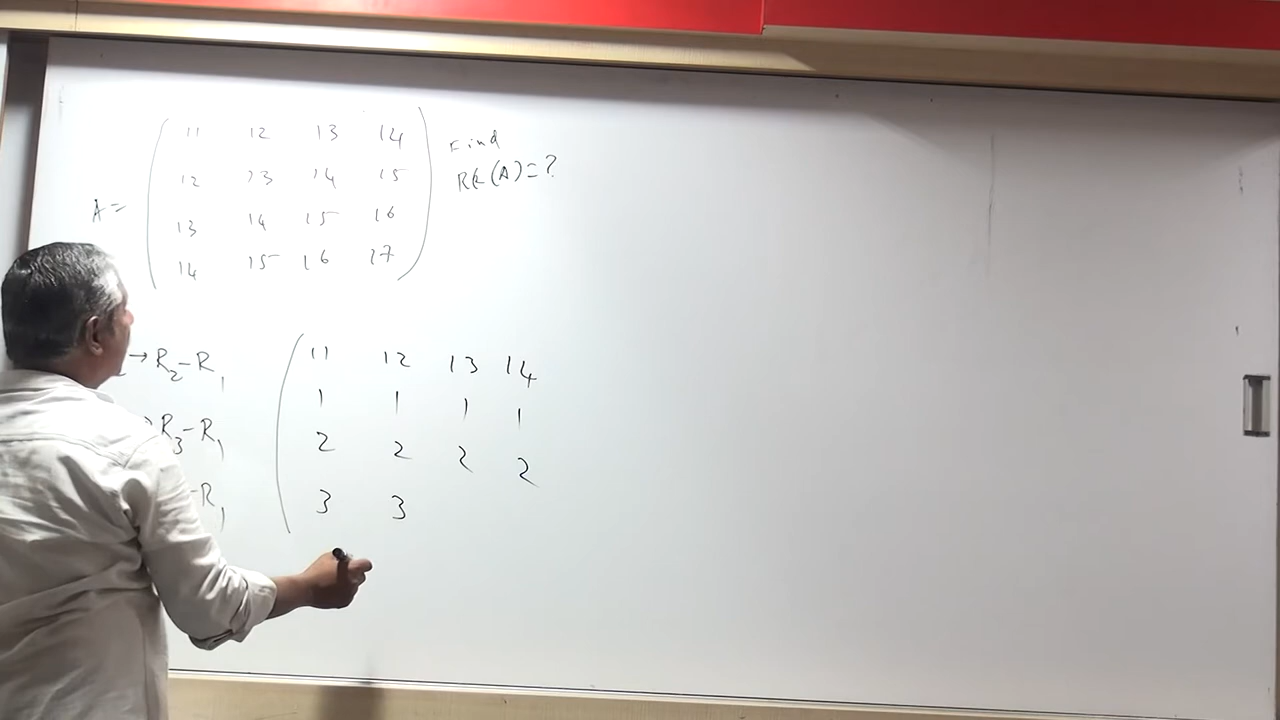 11 12 13 14
12 13 14 15
A =
13 14 15 16
14 15 16 17
Find
Rk (A) = ?
→ R₂ - R₁
R₃ - R₁
- R₁
11 12 13 14
1 1 1 1
2 2 2 2
3 3